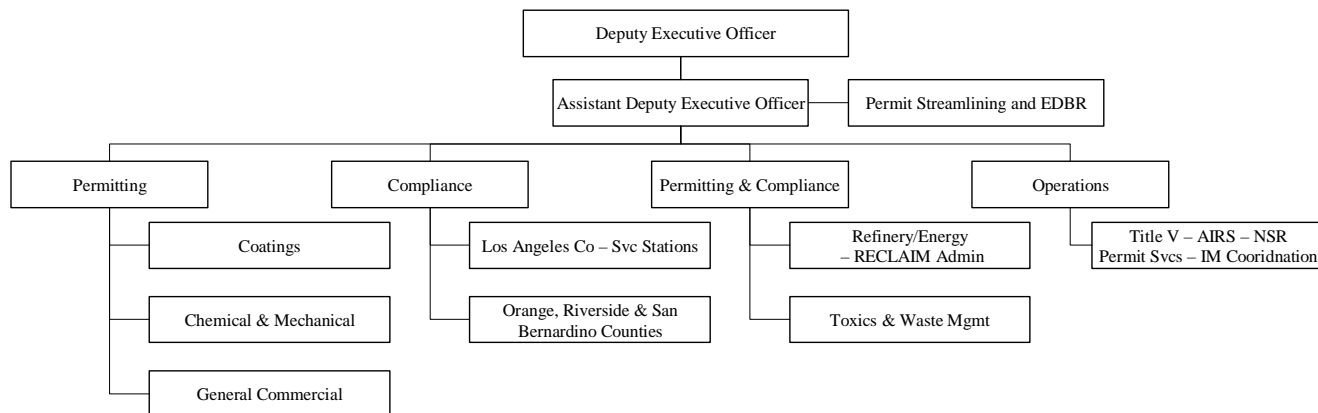 Deputy Executive Officer
Assistant Deputy Executive Officer
Permit Streamlining and EDBR
Permitting
Compliance
Permitting & Compliance
Operations
Coatings
Los Angeles Co – Svc Stations
Refinery/Energy
– RECLAIM Admin
Title V – AIRS – NSR
Permit Svcs – IM Cooridnation
Chemical & Mechanical
Orange, Riverside & San
Bernardino Counties
Toxics & Waste Mgmt
General Commercial